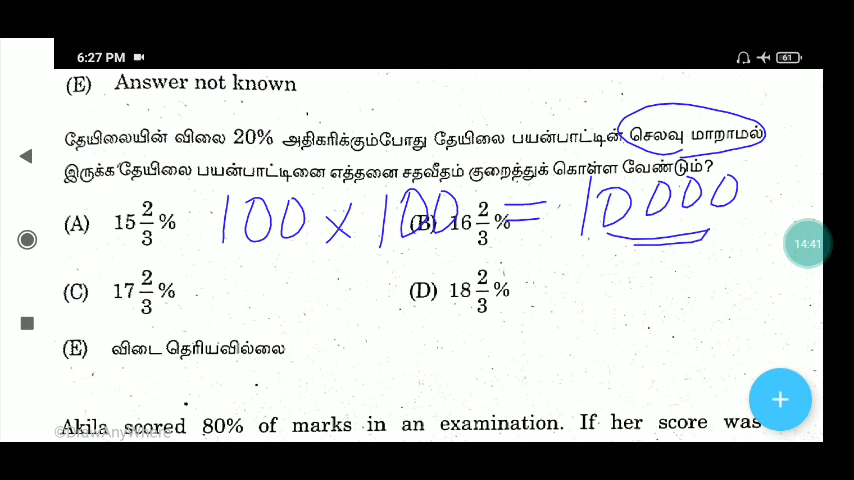 6:27 PM
61
(E) Answer not known
தேயிலையின் விலை 20% அதிகரிக்கும்போது தேயிலை பயன்பாட்டின் செலவு மாறாமல்
இருக்க தேயிலை பயன்பாட்டினை எத்தனை சதவீதம் குறைத்துக் கொள்ள வேண்டும்?
(A) 15 2/3 % (B) 16 2/3 %
100 x 100 = 10000
14:41
(C) 17 2/3 % (D) 18 2/3 %
(E) விடை தெரியவில்லை
Akila scored 80% of marks in an examination. If her score was
©DrawAnyWhere